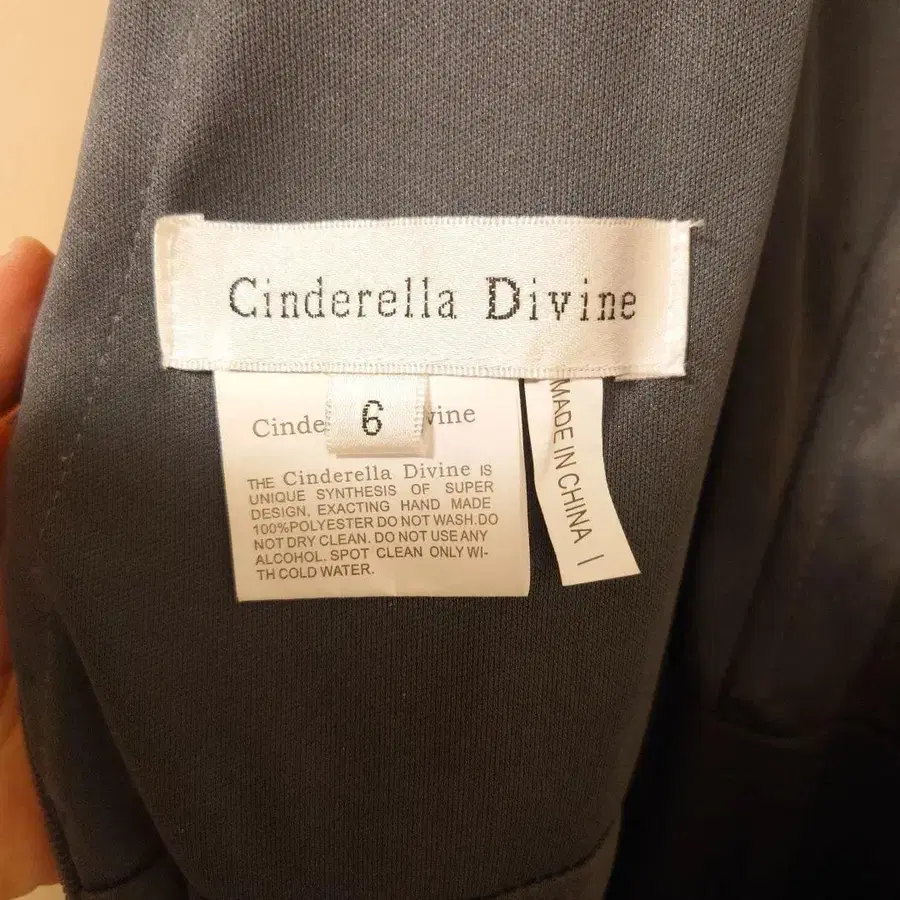 Cinderella Divine
6
Cinde vine
THE Cinderella Divine IS
UNIQUE SYNTHESIS OF SUPER
DESIGN, EXACTING HAND MADE
100%POLYESTER DO NOT WASH.DO
NOT DRY CLEAN. DO NOT USE ANY
ALCOHOL. SPOT CLEAN ONLY WI-
TH COLD WATER.
MADE IN CHINA